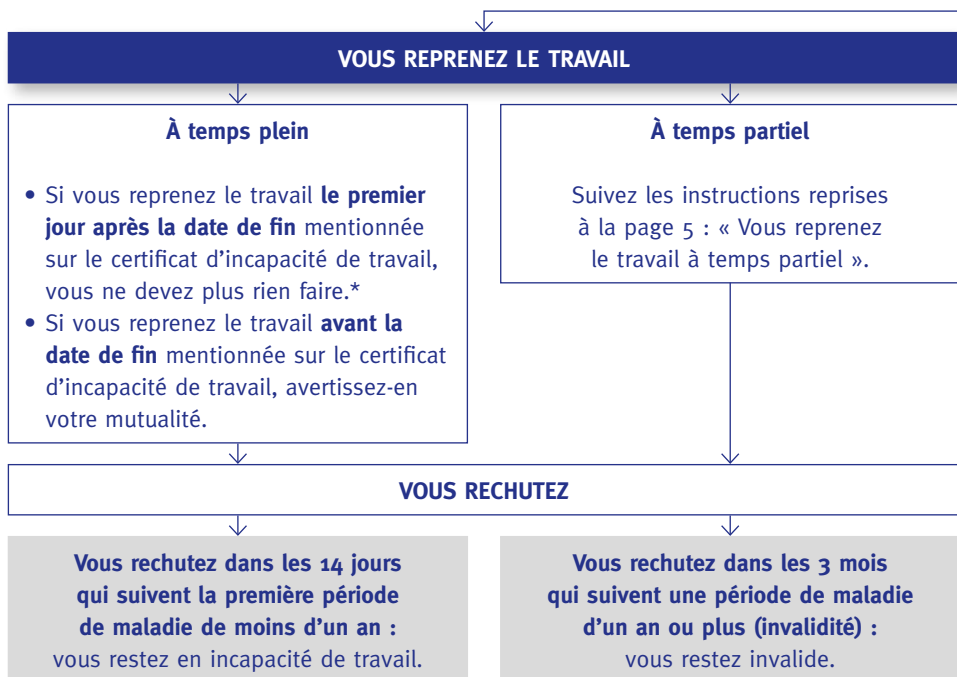 VOUS REPRENEZ LE TRAVAIL
À temps plein
• Si vous reprenez le travail le premier
jour après la date de fin mentionnée
sur le certificat d'incapacité de travail,
vous ne devez plus rien faire.*
• Si vous reprenez le travail avant la
date de fin mentionnée sur le certificat
d'incapacité de travail, avertissez-en
votre mutualité.
À temps partiel
Suivez les instructions reprises
à la page 5 : « Vous reprenez
le travail à temps partiel ».
VOUS RECHUTEZ
Vous rechutez dans les 14 jours
qui suivent la première période
de maladie de moins d'un an :
vous restez en incapacité de travail.
Vous rechutez dans les 3 mois
qui suivent une période de maladie
d'un an ou plus (invalidité) :
vous restez invalide.